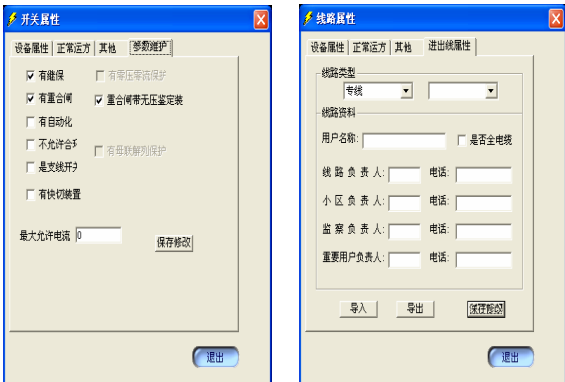 开关属性
设备属性 正常运方 其他 参数维护
有继保 有零压零流保护
有重合闸 重合闸带无压鉴定装
有自动化
不允许合环
有母联解列保护
是支线开关
有快切装置
最大允许电流 0
保存修改
退出
线路属性
设备属性 正常运方 其他 进出线属性
线路类型
专线
线路资料
用户名称: 是否全电缆
线路负责人: 电话:
小区负责人: 电话:
监察负责人: 电话:
重要用户负责人: 电话:
导入 导出 保存修改
退出